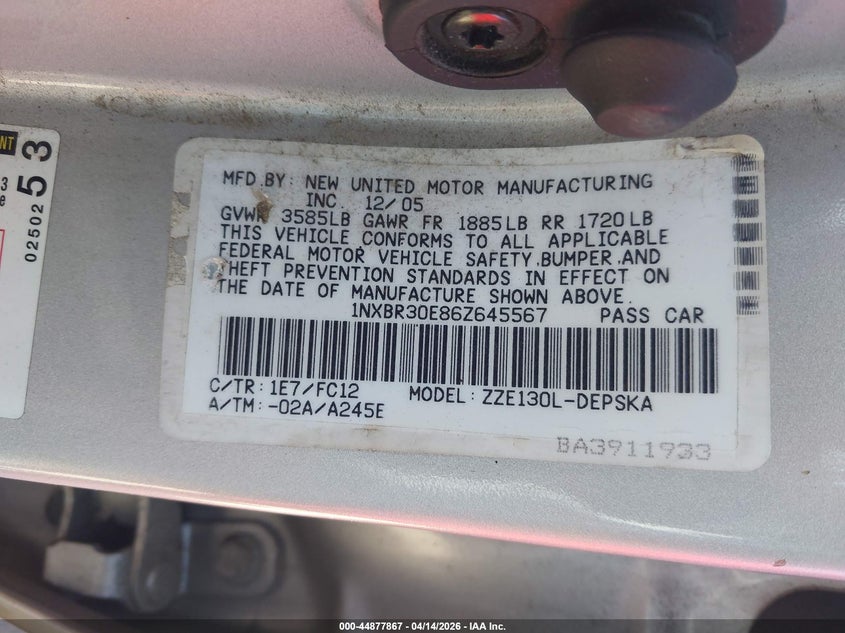 NT
3
e
0250253
MFD.BY: NEW UNITED MOTOR MANUFACTURING
INC. 12/05
GVWR 3585LB GAWR FR 1885LB RR 1720LB
THIS VEHICLE CONFORMS TO ALL APPLICABLE
FEDERAL MOTOR VEHICLE SAFETY.BUMPER.AND
THEFT PREVENTION STANDARDS IN EFFECT ON
THE DATE OF MANUFACTURE SHOWN ABOVE.
1NXBR30E86Z645567 PASS CAR
C/TR: 1E7/FC12 MODEL: ZZE130L-DEPSKA
A/TM: -02A/A245E
BA3911933
000-44877867 - 04/14/2026 - IAA Inc.